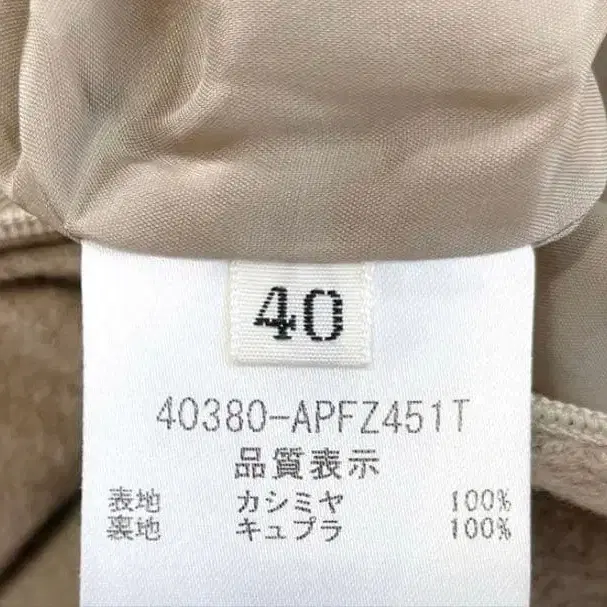 40
40380-APFZ451T
品質表示
表地 カシミヤ 100%
裏地 キュプラ 100%